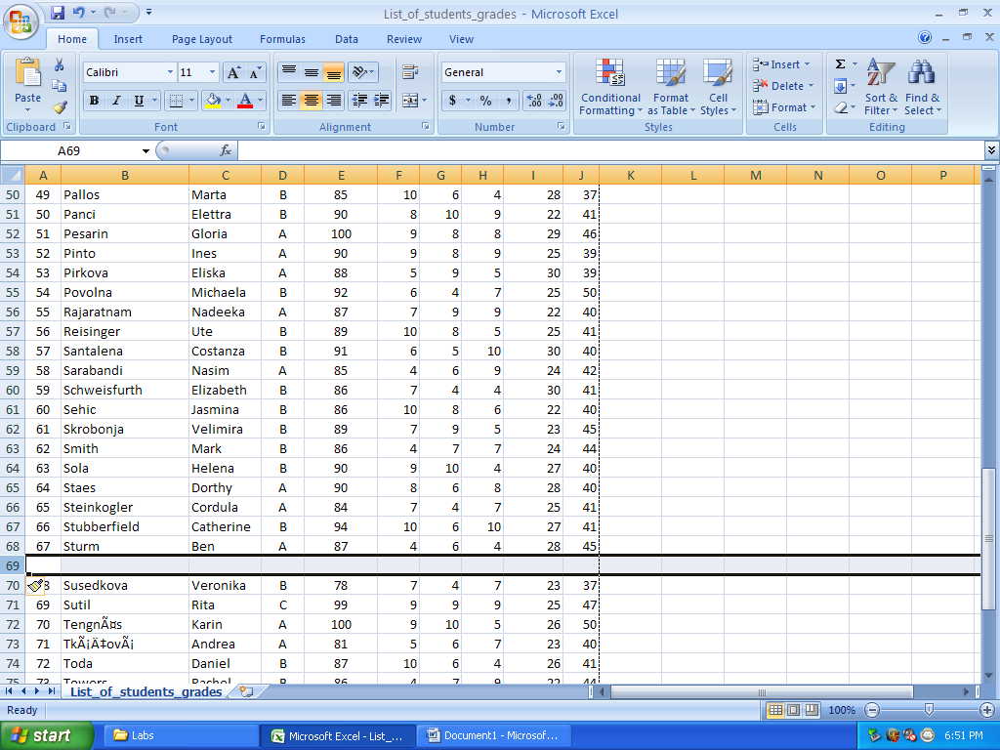 List_of_students_grades - Microsoft Excel
Home Insert Page Layout Formulas Data Review View
Paste Calibri 11 General Conditional Formatting Format as Table Cell Styles Insert Delete Format Sort & Filter Find & Select
B I U $ % ,
Clipboard Font Alignment Number Styles Cells Editing
A69 fx
A B C D E F G H I J K L M N O P
50 49 Pallos Marta B 85 10 6 4 28 37
51 50 Panci Elettra B 90 8 10 9 22 41
52 51 Pesarin Gloria A 100 9 8 8 29 46
53 52 Pinto Ines A 90 9 8 9 25 39
54 53 Pirkova Eliska A 88 5 9 5 30 39
55 54 Povolna Michaela B 92 6 4 7 25 50
56 55 Rajaratnam Nadeeka A 87 7 9 9 22 40
57 56 Reisinger Ute B 89 10 8 5 25 41
58 57 Santalena Costanza B 91 6 5 10 30 40
59 58 Sarabandi Nasim A 85 4 6 9 24 42
60 59 Schweisfurth Elizabeth B 86 7 4 4 30 41
61 60 Sehic Jasmina B 86 10 8 6 22 40
62 61 Skrobonja Velimira B 89 7 9 5 23 45
63 62 Smith Mark B 86 4 7 7 24 44
64 63 Sola Helena B 90 9 10 4 27 40
65 64 Staes Dorthy A 90 8 6 8 28 40
66 65 Steinkogler Cordula A 84 7 4 7 25 41
67 66 Stubberfield Catherine B 94 10 6 10 27 41
68 67 Sturm Ben A 87 4 6 4 28 45
69
70 Susedkova Veronika B 78 7 4 7 23 37
71 69 Sutil Rita C 99 9 9 9 25 47
72 70 TengnÃ¤s Karin A 100 9 10 5 26 50
73 71 TkÃ¡Ä‡ovÃ¡ Andrea A 81 5 6 7 23 40
74 72 Toda Daniel B 87 10 6 4 26 41
75 73 Towers Rachel B 86 4 7 9 22 44
List_of_students_grades
Ready 100%
start Labs Microsoft Excel - List_... Document1 - Microsof... 6:51 PM